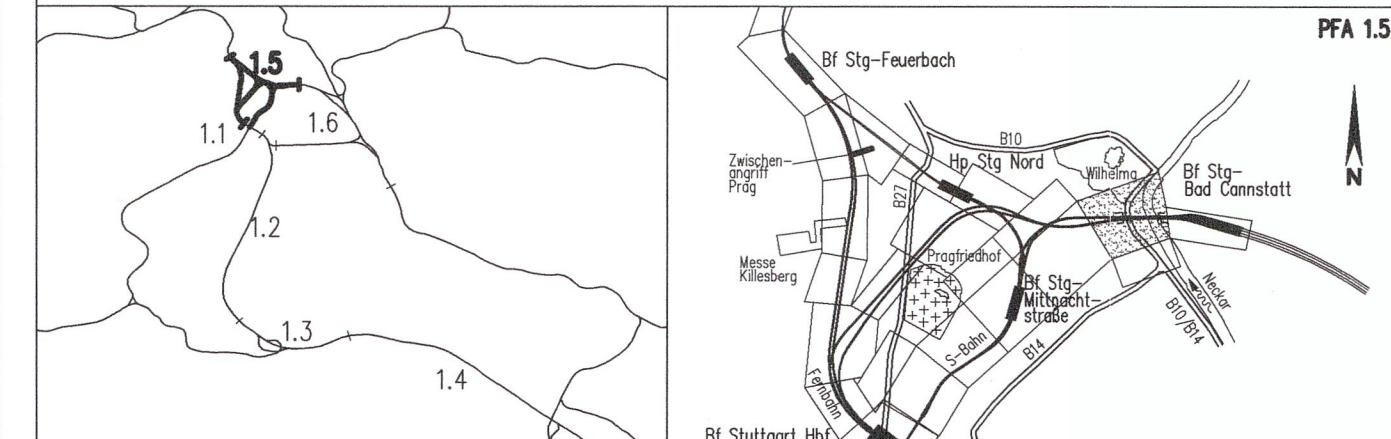 1.5
1.1
1.6
1.2
1.3
1.4
PFA 1.5
Bf Stg-Feuerbach
B10
N
Zwischen-
angriff
Prag
Hp Stg Nord
Wilhelma
Bf Stg-
Bad Cannstatt
B27
Messe
Killesberg
Pragfriedhof
Bf Stg-
Mittnacht-
straße
Neckar
B10/B14
S-Bahn
B14
Fernbahn
Bf Stuttgart Hbf